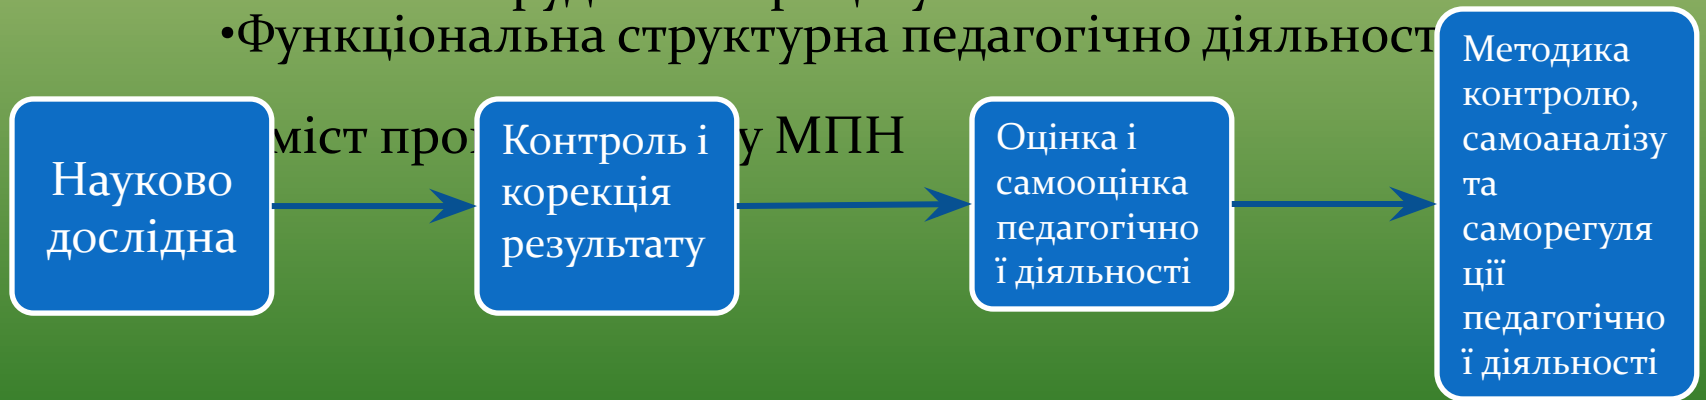 •Функціональна структурна педагогічно діяльност
міст про
у МПН
Науково
дослідна
Контроль і
корекція
результату
Оцінка і
самооцінка
педагогічно
ї діяльності
Методика
контролю,
самоаналізу
та
саморегуля
ції
педагогічно
ї діяльності